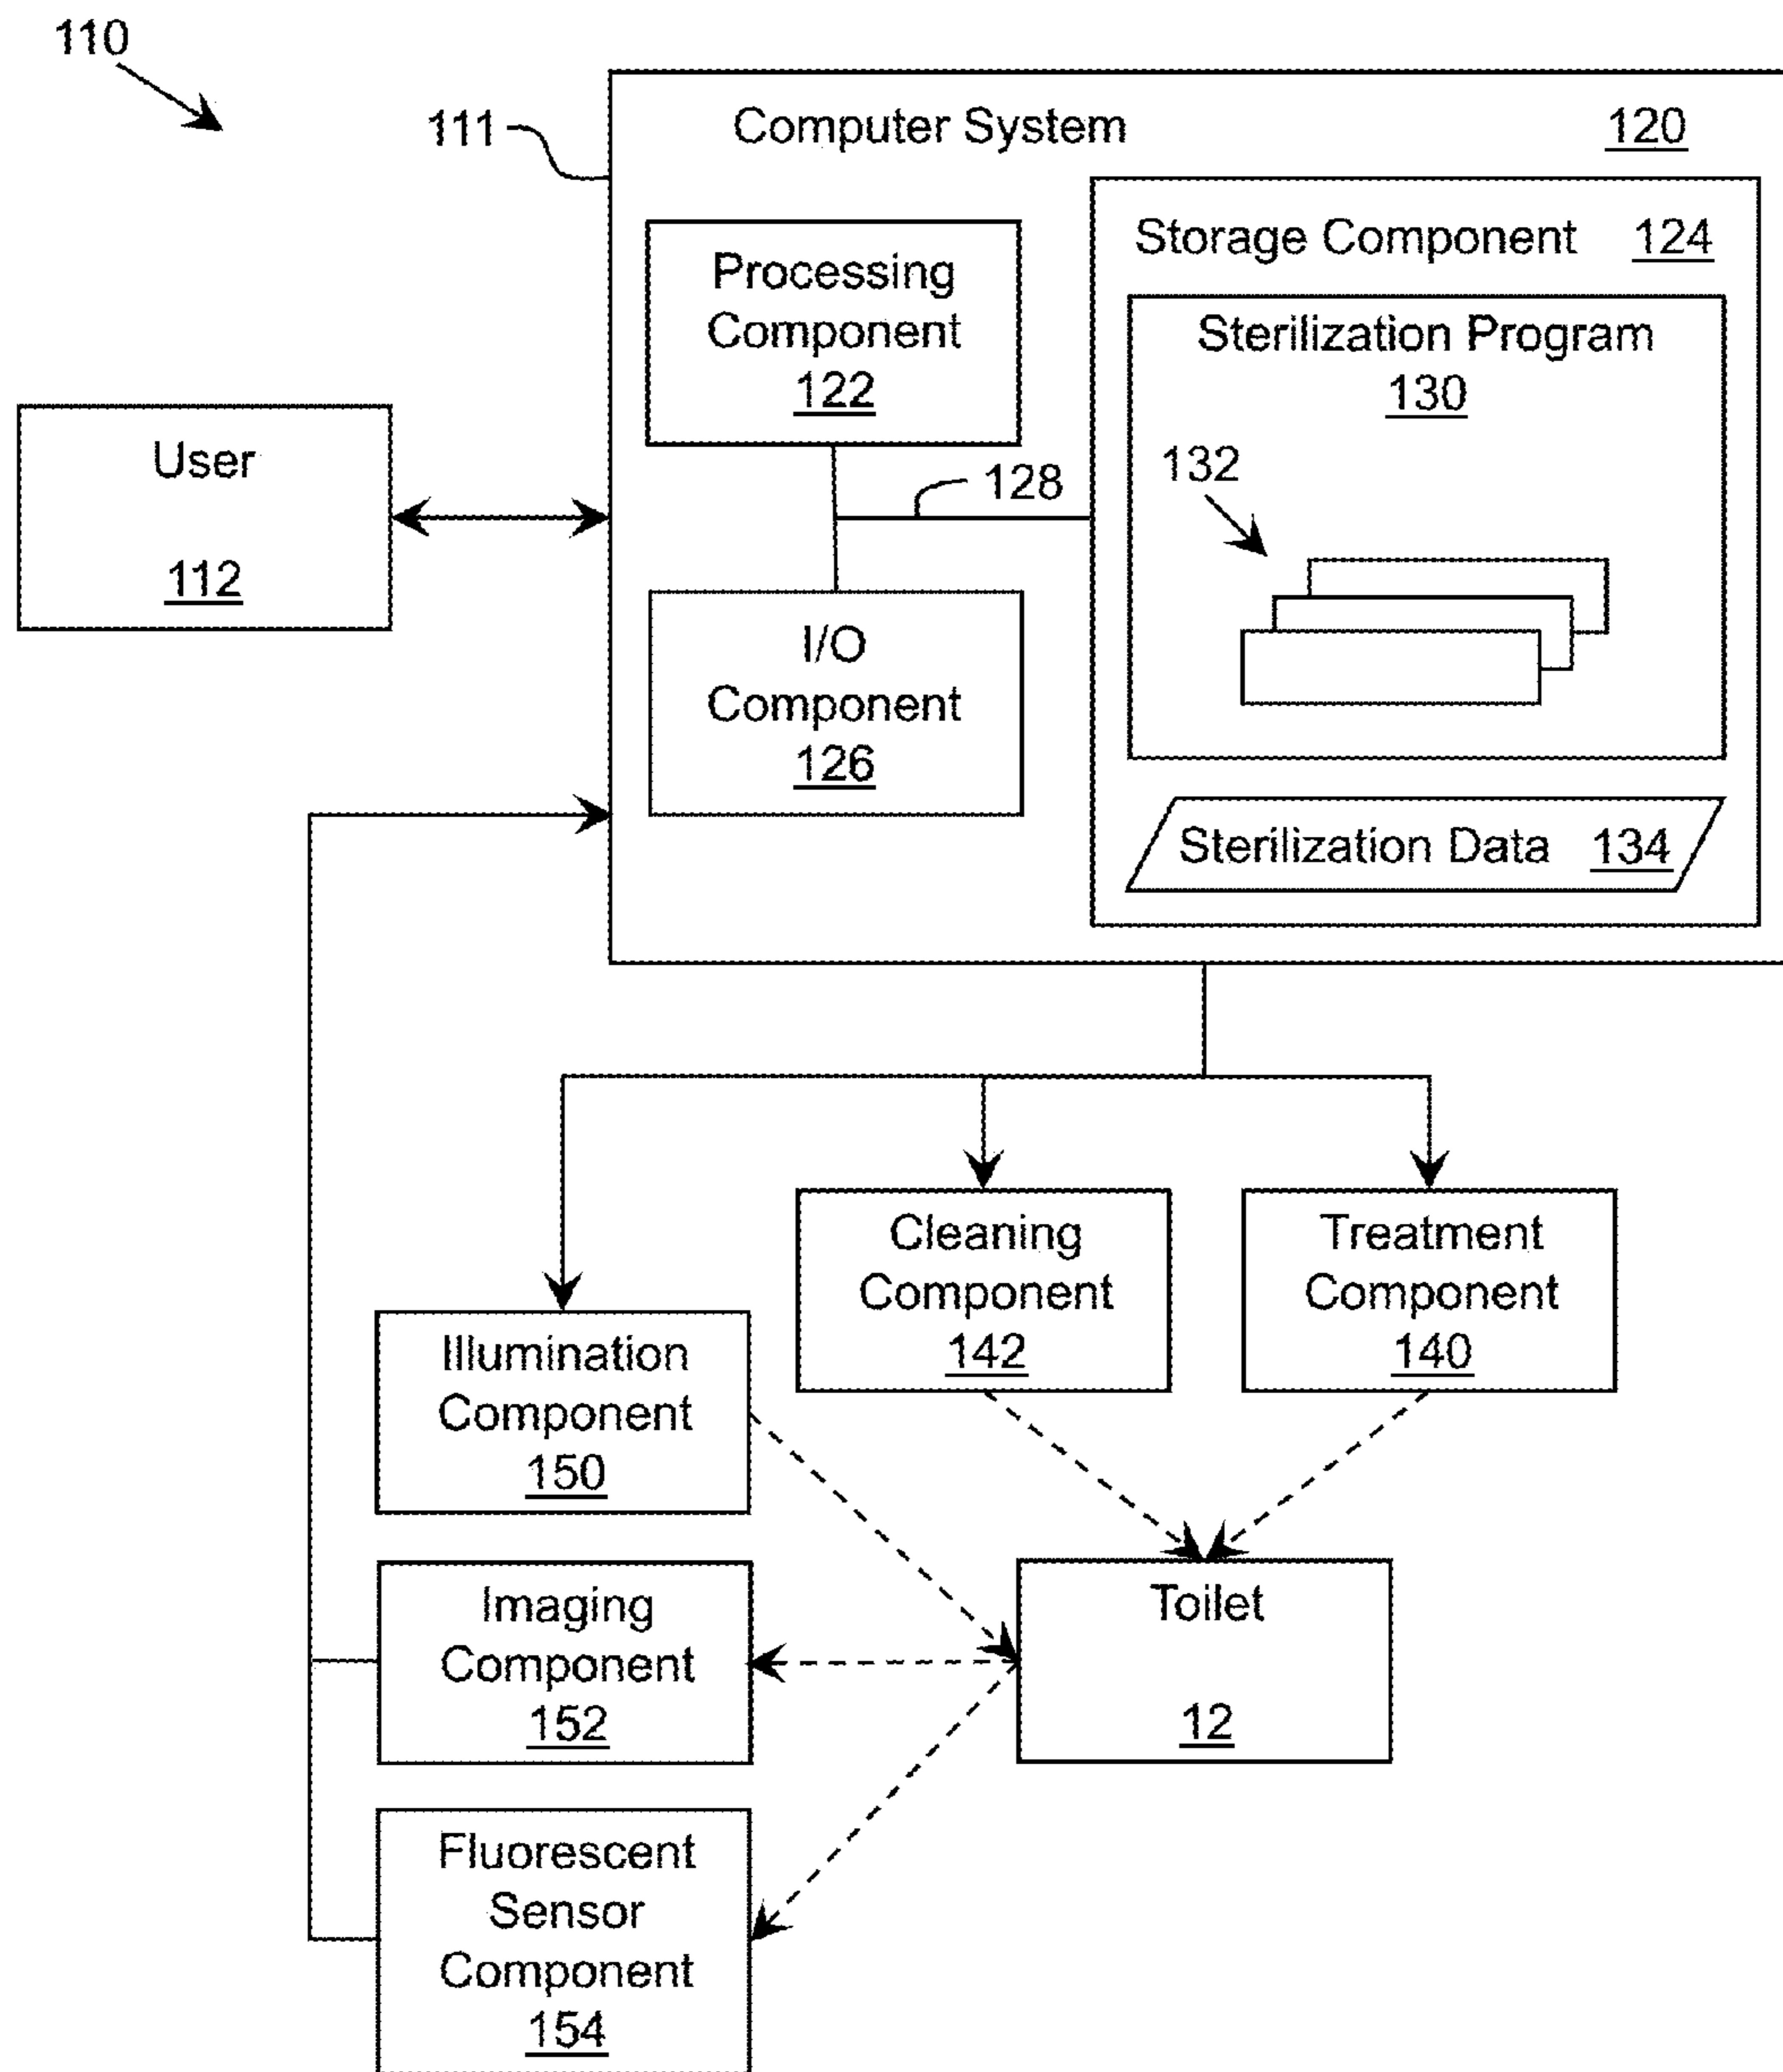 110
111
Computer System 120
Processing
Component
122
Storage Component 124
Sterilization Program
130
132
128
User
112
I/O
Component
126
Sterilization Data 134
Cleaning
Component
142
Treatment
Component
140
Illumination
Component
150
Imaging
Component
152
Toilet
12
Fluorescent
Sensor
Component
154